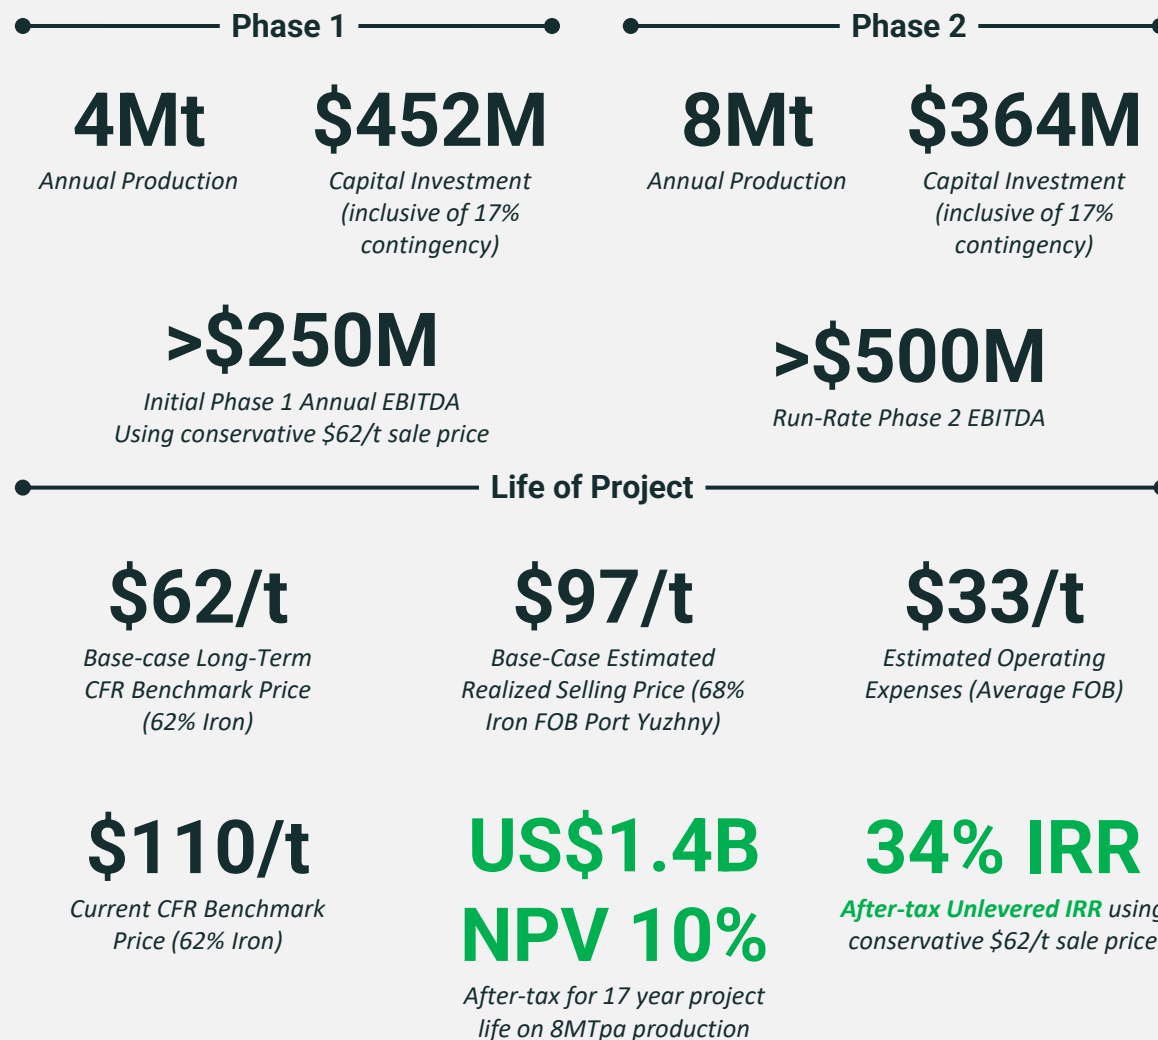 Phase 1
4Mt
Annual Production
$452M
Capital Investment
(inclusive of 17%
contingency)
>$250M
Initial Phase 1 Annual EBITDA
Using conservative $62/t sale price
Phase 2
8Mt
Annual Production
$364M
Capital Investment
(inclusive of 17%
contingency)
>$500M
Run-Rate Phase 2 EBITDA
Life of Project
$62/t
Base-case Long-Term
CFR Benchmark Price
(62% Iron)
$97/t
Base-Case Estimated
Realized Selling Price (68%
Iron FOB Port Yuzhny)
$33/t
Estimated Operating
Expenses (Average FOB)
$110/t
Current CFR Benchmark
Price (62% Iron)
US$1.4B
NPV 10%
After-tax for 17 year project
life on 8MTpa production
34% IRR
After-tax Unlevered IRR using
conservative $62/t sale price